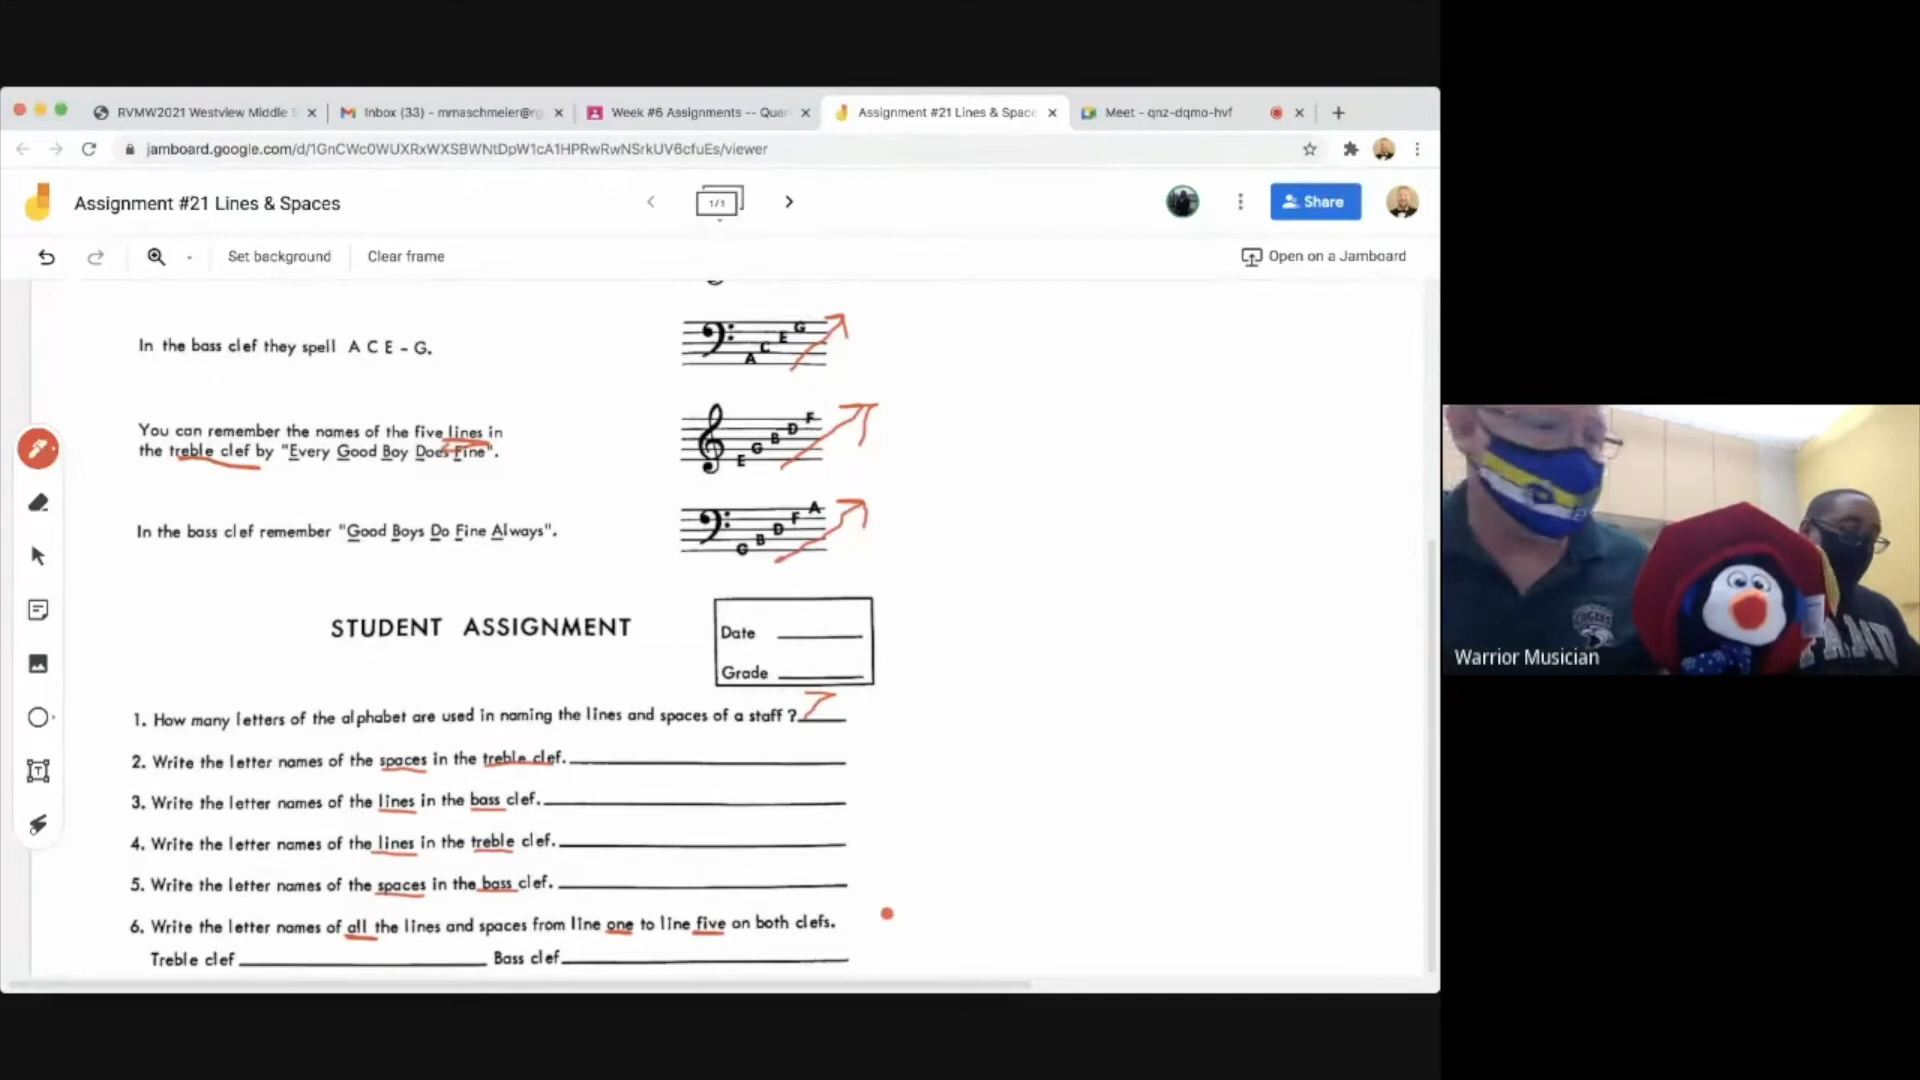 RVMW2021 Westview Middle S
Inbox (33) - mmaschmeier@rg
Week #6 Assignments -- Quar
Assignment #21 Lines & Space
Meet - qnz-dqmo-hvf
jamboard.google.com/d/1GnCWc0WUXRxWXSBWNtDpW1cA1HPRwRwNSrkUV6cfuEs/viewer
Assignment #21 Lines & Spaces
1/1
Share
Set background
Clear frame
Open on a Jamboard
In the bass clef they spell A C E - G.
A C E G
You can remember the names of the five lines in
the treble clef by "Every Good Boy Does Fine".
E G B D F
In the bass clef remember "Good Boys Do Fine Always".
G B D F A
STUDENT ASSIGNMENT
Date
Grade
1. How many letters of the alphabet are used in naming the lines and spaces of a staff? 7
2. Write the letter names of the spaces in the treble clef.
3. Write the letter names of the lines in the bass clef.
4. Write the letter names of the lines in the treble clef.
5. Write the letter names of the spaces in the bass clef.
6. Write the letter names of all the lines and spaces from line one to line five on both clefs.
Treble clef Bass clef
Warrior Musician